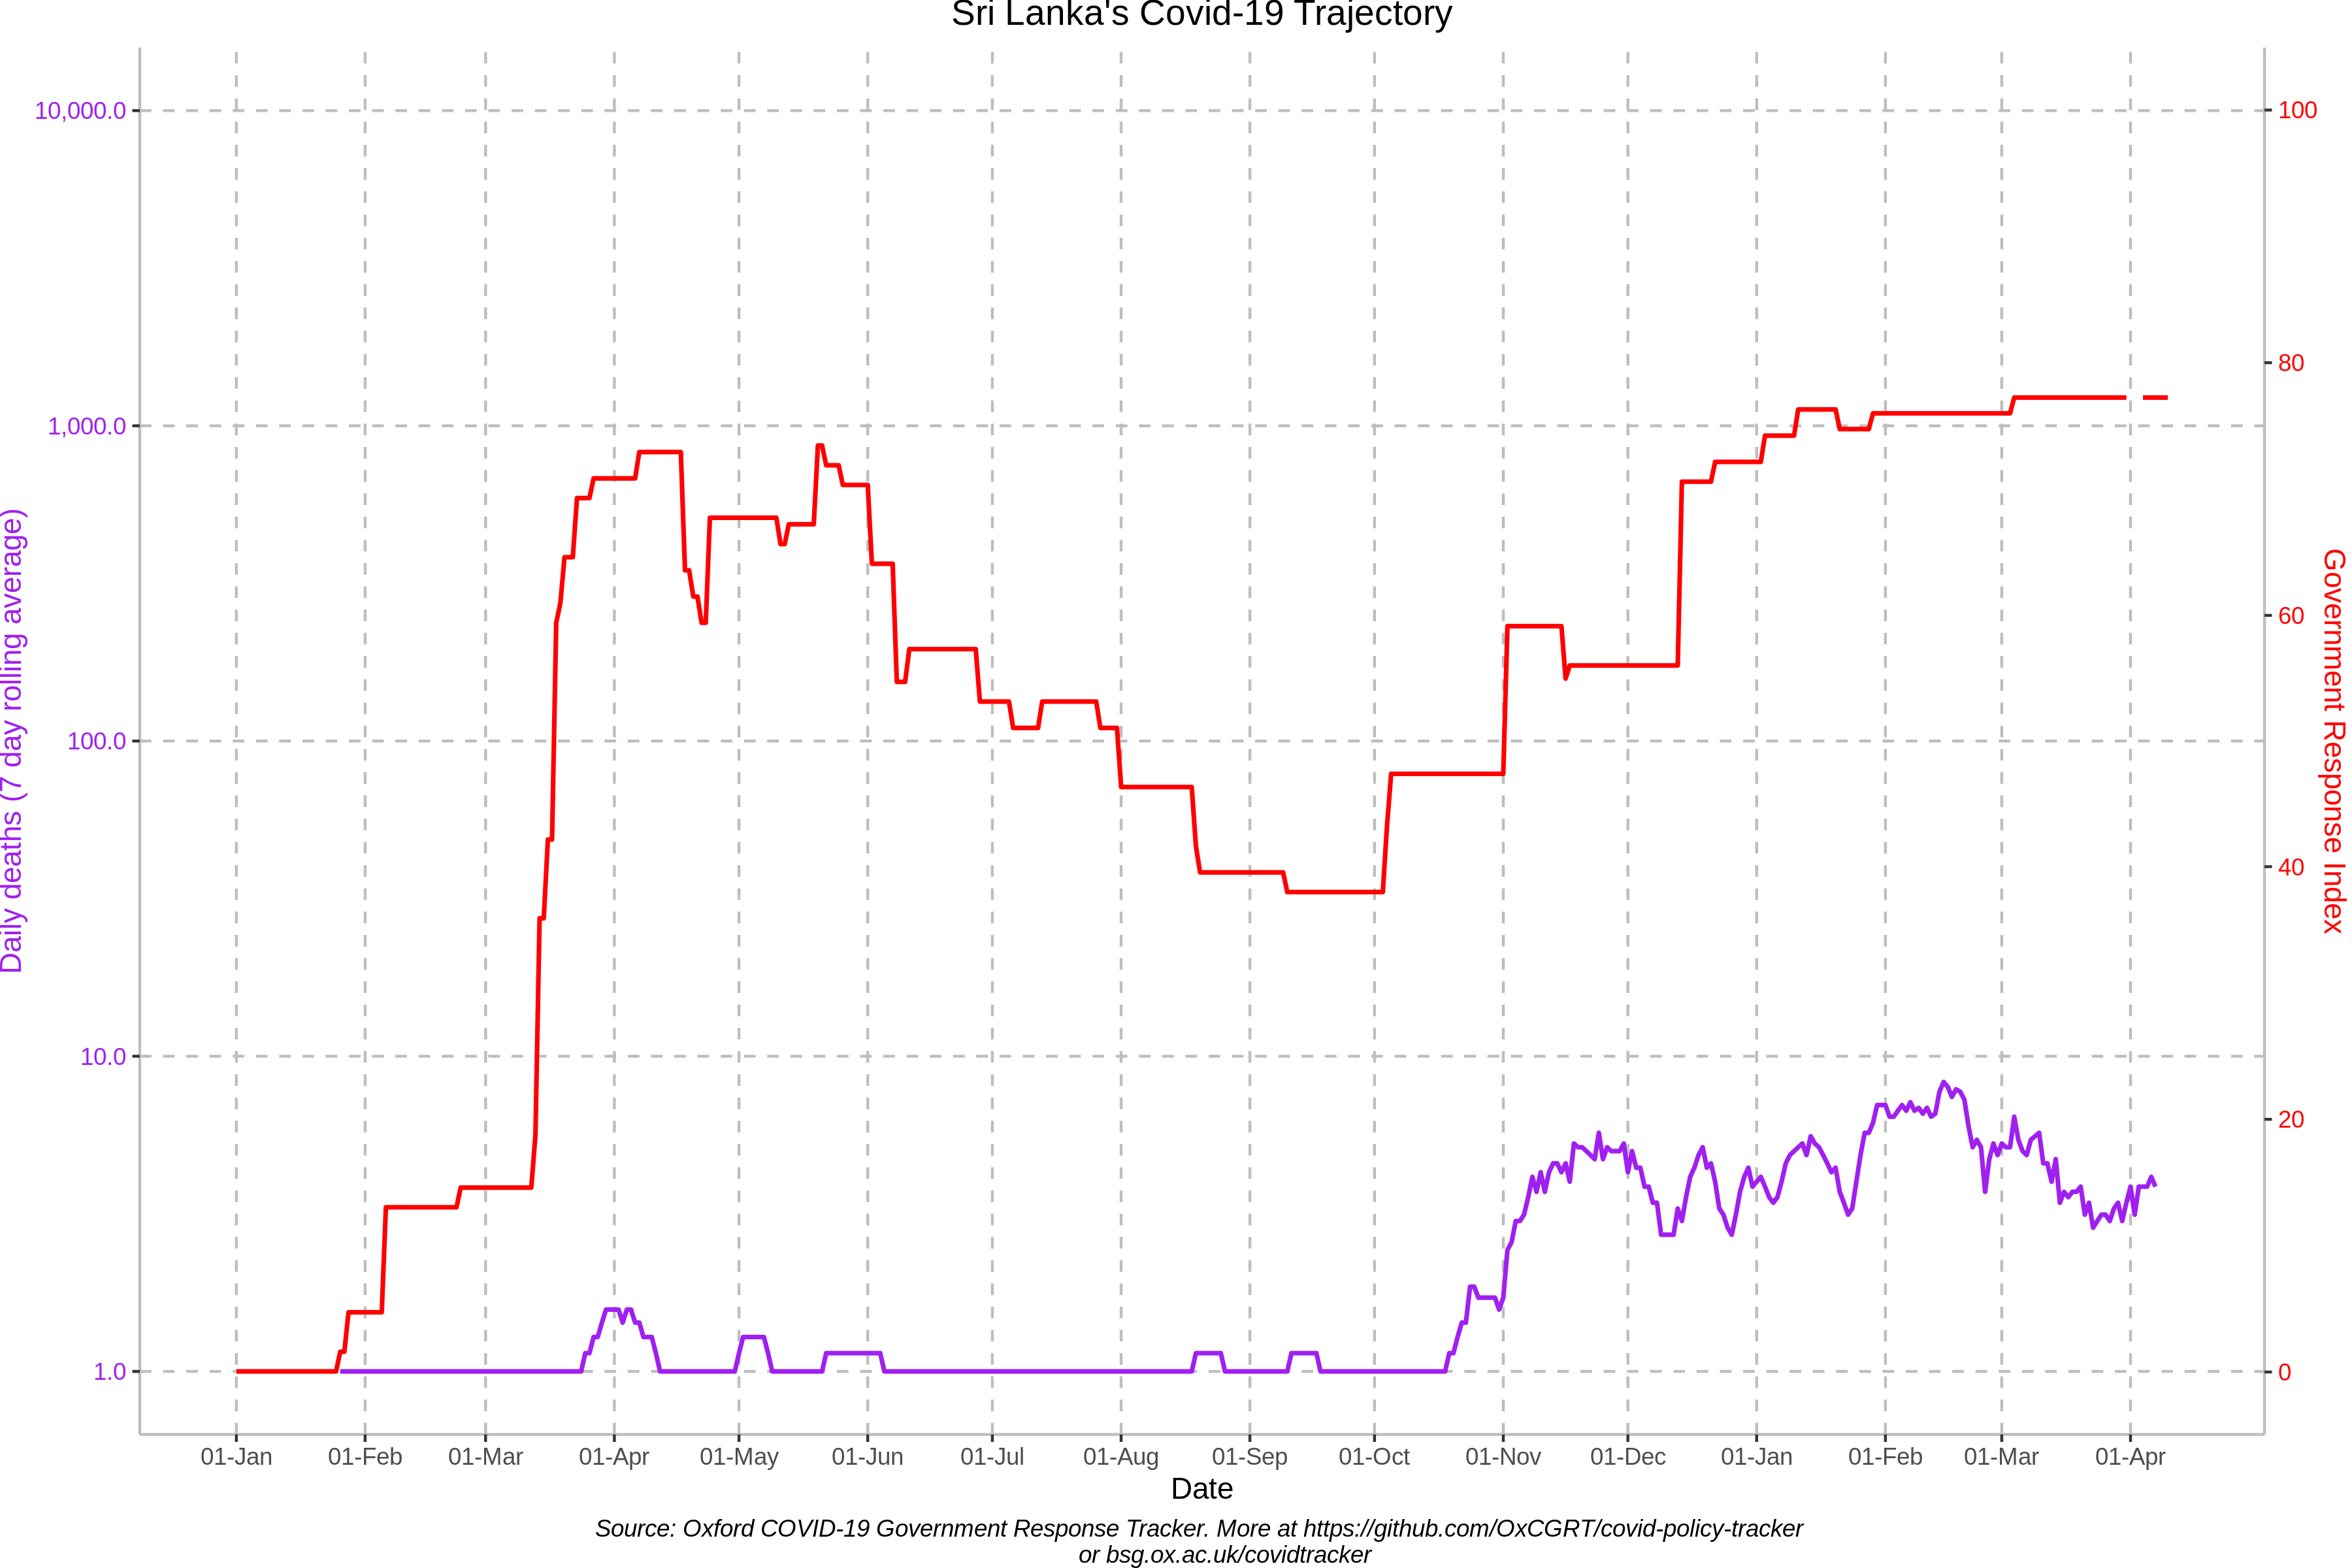 Sri Lanka's Covid-19 Trajectory
10,000.0
1,000.0
100.0
10.0
1.0
Daily deaths (7 day rolling average)
100
80
60
40
20
0
Government Response Index
01-Jan 01-Feb 01-Mar 01-Apr 01-May 01-Jun 01-Jul 01-Aug 01-Sep 01-Oct 01-Nov 01-Dec 01-Jan 01-Feb 01-Mar 01-Apr
Date
Source: Oxford COVID-19 Government Response Tracker. More at https://github.com/OxCGRT/covid-policy-tracker
or bsg.ox.ac.uk/covidtracker